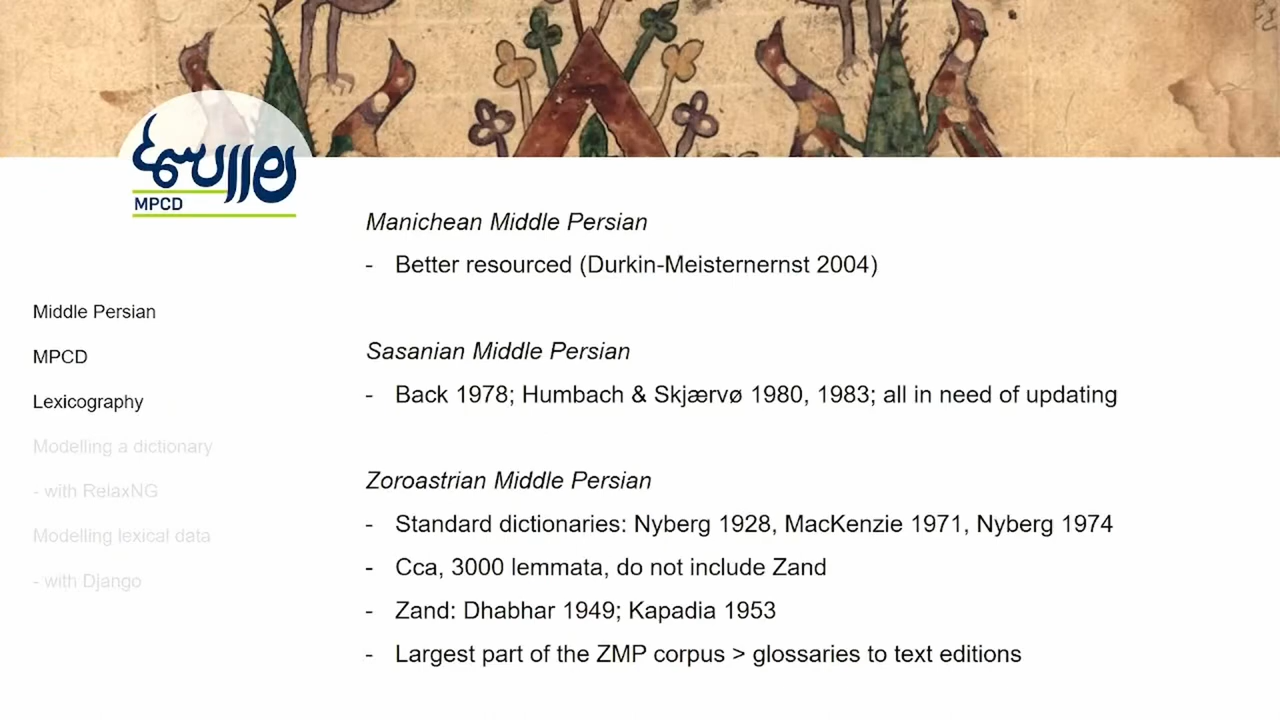 MPCD
Middle Persian
MPCD
Lexicography
Modelling a dictionary
- with RelaxNG
Modelling lexical data
- with Django
Manichean Middle Persian
- Better resourced (Durkin-Meisternernst 2004)
Sasanian Middle Persian
- Back 1978; Humbach & Skjærvø 1980, 1983; all in need of updating
Zoroastrian Middle Persian
- Standard dictionaries: Nyberg 1928, MacKenzie 1971, Nyberg 1974
- Cca, 3000 lemmata, do not include Zand
- Zand: Dhabhar 1949; Kapadia 1953
- Largest part of the ZMP corpus > glossaries to text editions